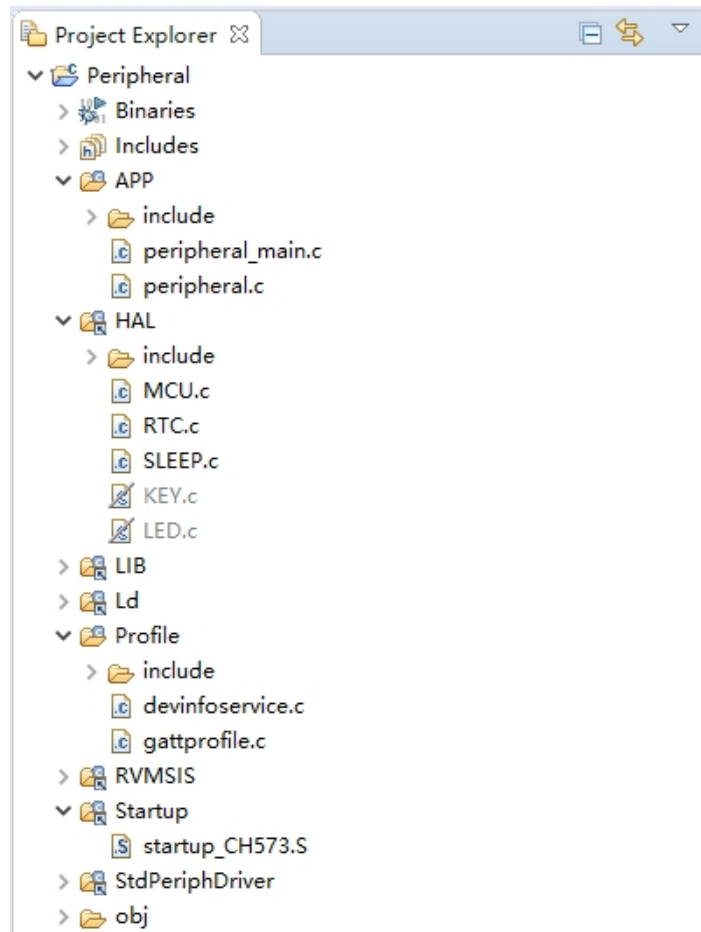 Project Explorer
Peripheral
Binaries
Includes
APP
include
peripheral_main.c
peripheral.c
HAL
include
MCU.c
RTC.c
SLEEP.c
KEY.c
LED.c
LIB
Ld
Profile
include
devinfoservice.c
gattprofile.c
RVMSIS
Startup
startup_CH573.S
StdPeriphDriver
obj